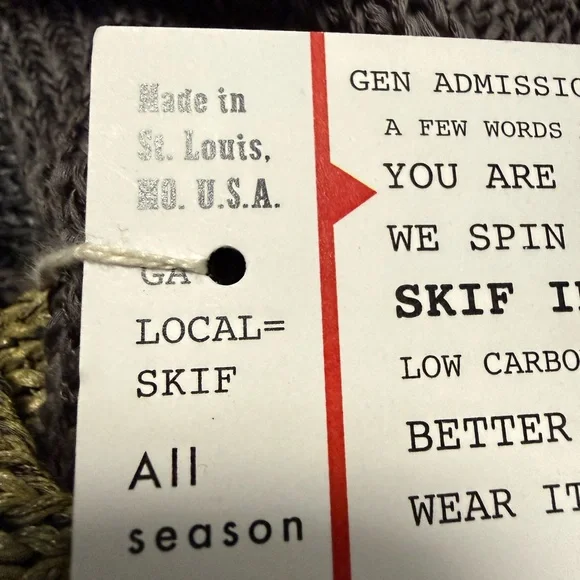 Made in
St. Louis,
MO. U.S.A.
GA
LOCAL=
SKIF
All
season
GEN ADMISSIO
A FEW WORDS
YOU ARE
WE SPIN
SKIF I
LOW CARBO
BETTER
WEAR IT